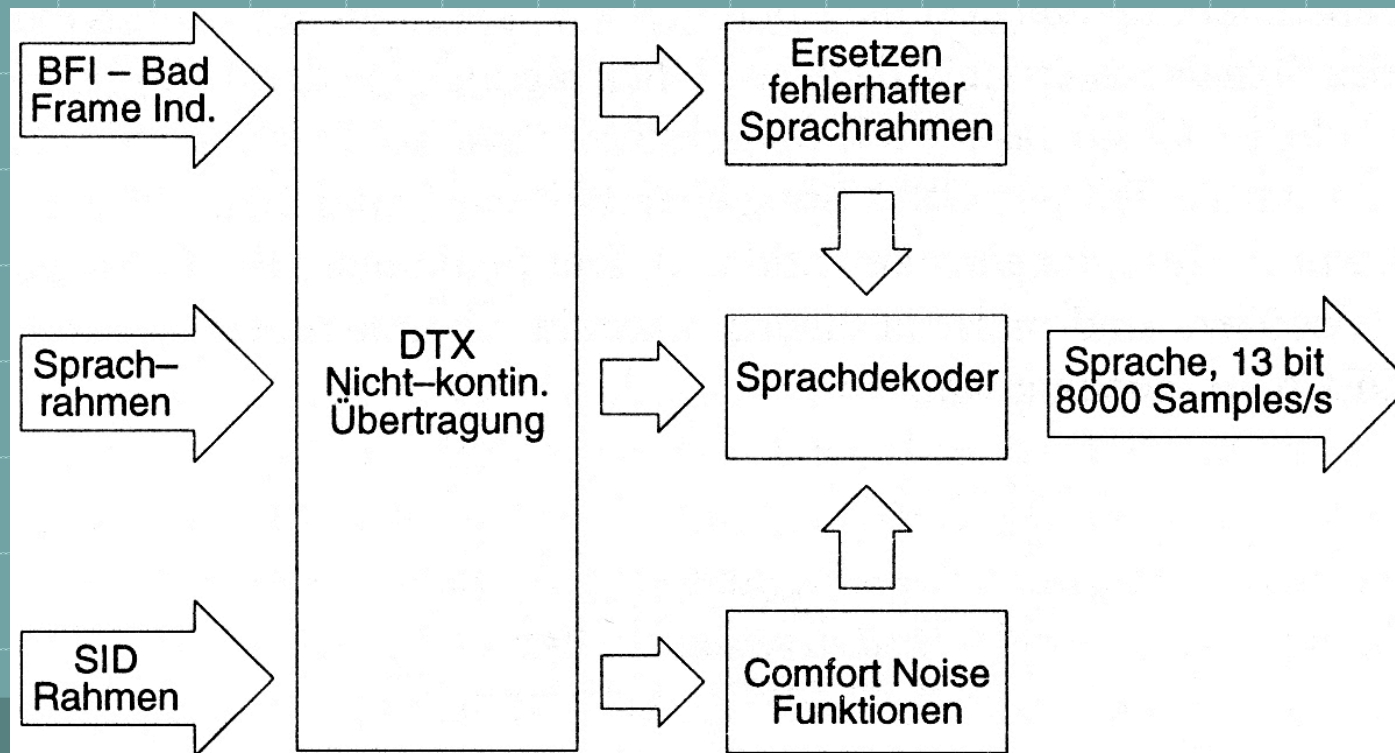 BFI – Bad
Frame Ind.
Ersetzen
fehlerhafter
Sprachrahmen
Sprach–
rahmen
DTX
Nicht–kontin.
Übertragung
Sprachdekoder
Sprache, 13 bit
8000 Samples/s
SID
Rahmen
Comfort Noise
Funktionen